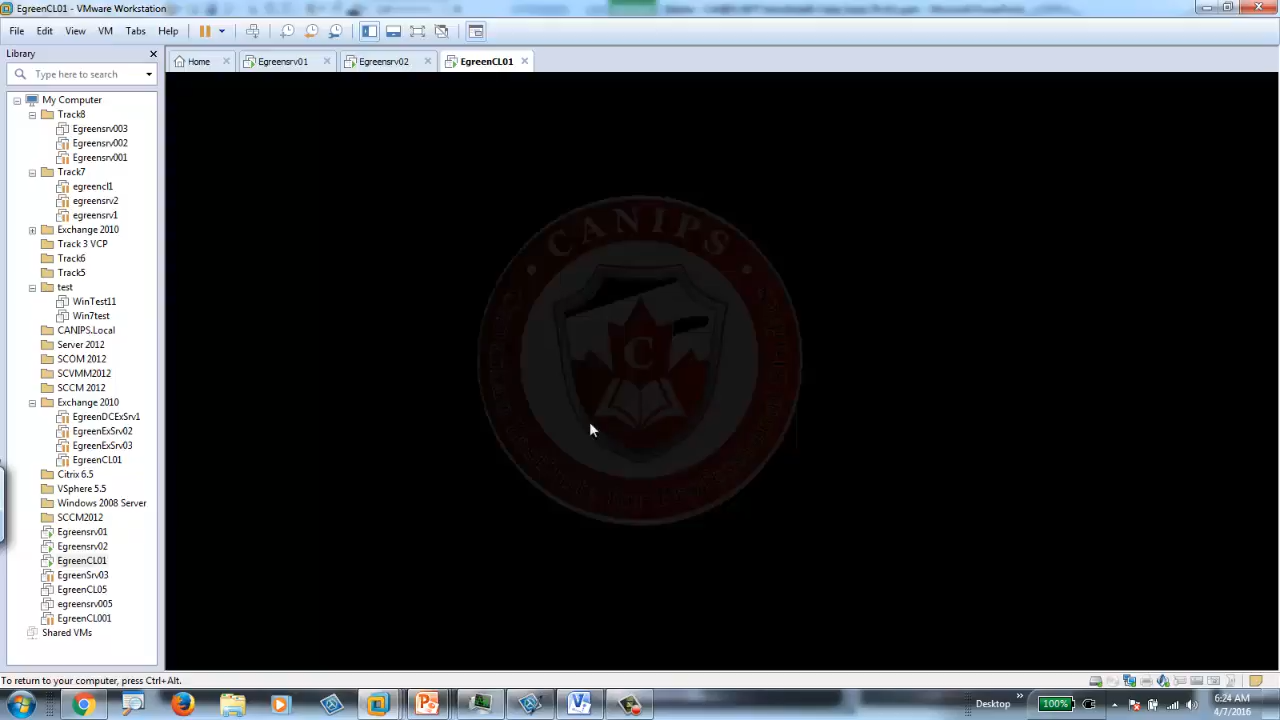 EgreenCL01 - VMware Workstation
File Edit View VM Tabs Help
Library
Type here to search
Home Egreensrv01 Egreensrv02 EgreenCL01
My Computer
Track8
Egreensrv003
Egreensrv002
Egreensrv001
Track7
egreencl1
egreensrv2
egreensrv1
Exchange 2010
Track 3 VCP
Track6
Track5
test
WinTest11
Win7test
CANIPS.Local
Server 2012
SCOM 2012
SCVMM2012
SCCM 2012
Exchange 2010
EgreenDCExSrv1
EgreenExSrv02
EgreenExSrv03
EgreenCL01
Citrix 6.5
VSphere 5.5
Windows 2008 Server
SCCM2012
Egreensrv01
Egreensrv02
EgreenCL01
EgreenSrv03
EgreenCL05
egreensrv005
EgreenCL001
Shared VMs
CANIPS
C
To return to your computer, press Ctrl+Alt.
Desktop
100%
6:24 AM
4/7/2016